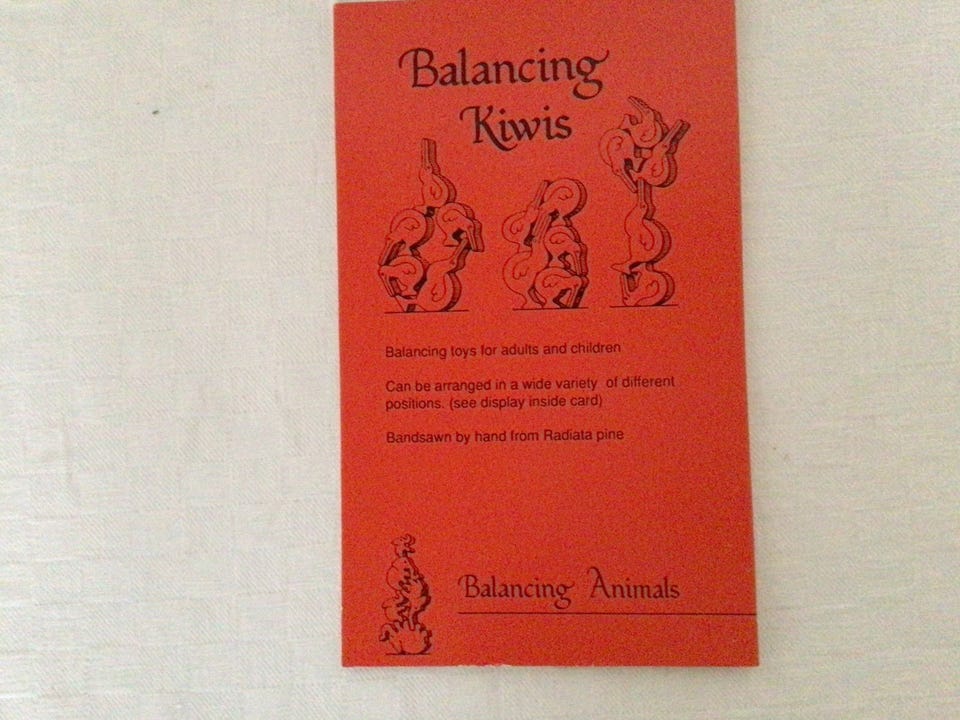 Balancing
Kiwis
Balancing toys for adults and children
Can be arranged in a wide variety of different
positions. (see display inside card)
Bandsawn by hand from Radiata pine
Balancing Animals